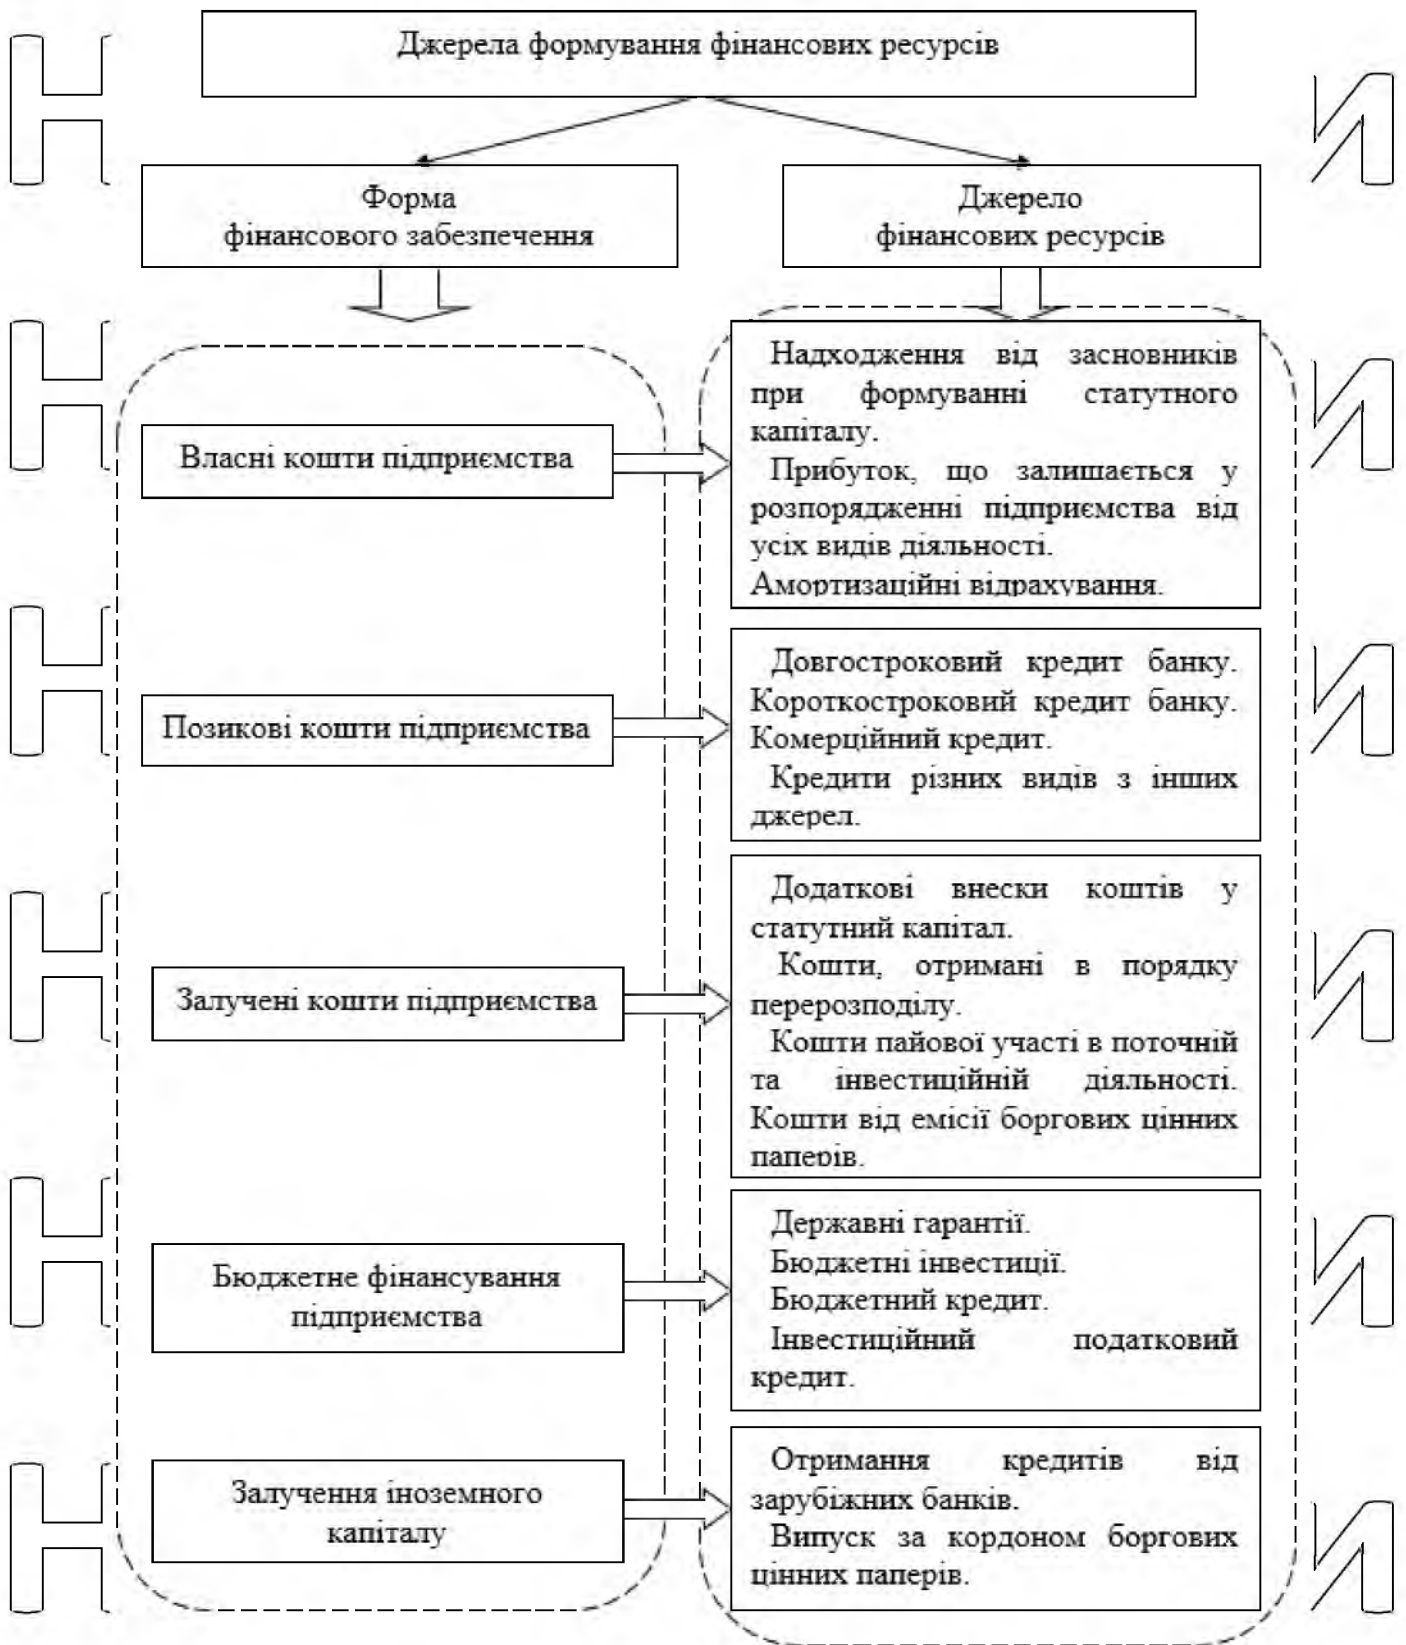 Джерела формування фінансових ресурсів
Форма
фінансового забезпечення
Джерело
фінансових ресурсів
Власні кошти підприємства
Надходження від засновників
при формуванні статутного
капіталу.
Прибуток, що залишається у
розпорядженні підприємства від
усіх видів діяльності.
Амортизаційні відрахування.
Позикові кошти підприємства
Довгостроковий кредит банку.
Короткостроковий кредит банку.
Комерційний кредит.
Кредити різних видів з інших
джерел.
Залучені кошти підприємства
Додаткові внески коштів у
статутний капітал.
Кошти, отримані в порядку
перерозподілу.
Кошти пайової участі в поточній
та інвестиційній діяльності.
Кошти від емісії боргових цінних
паперів.
Бюджетне фінансування
підприємства
Державні гарантії.
Бюджетні інвестиції.
Бюджетний кредит.
Інвестиційний податковий
кредит.
Залучення іноземного
капіталу
Отримання кредитів від
зарубіжних банків.
Випуск за кордоном боргових
цінних паперів.